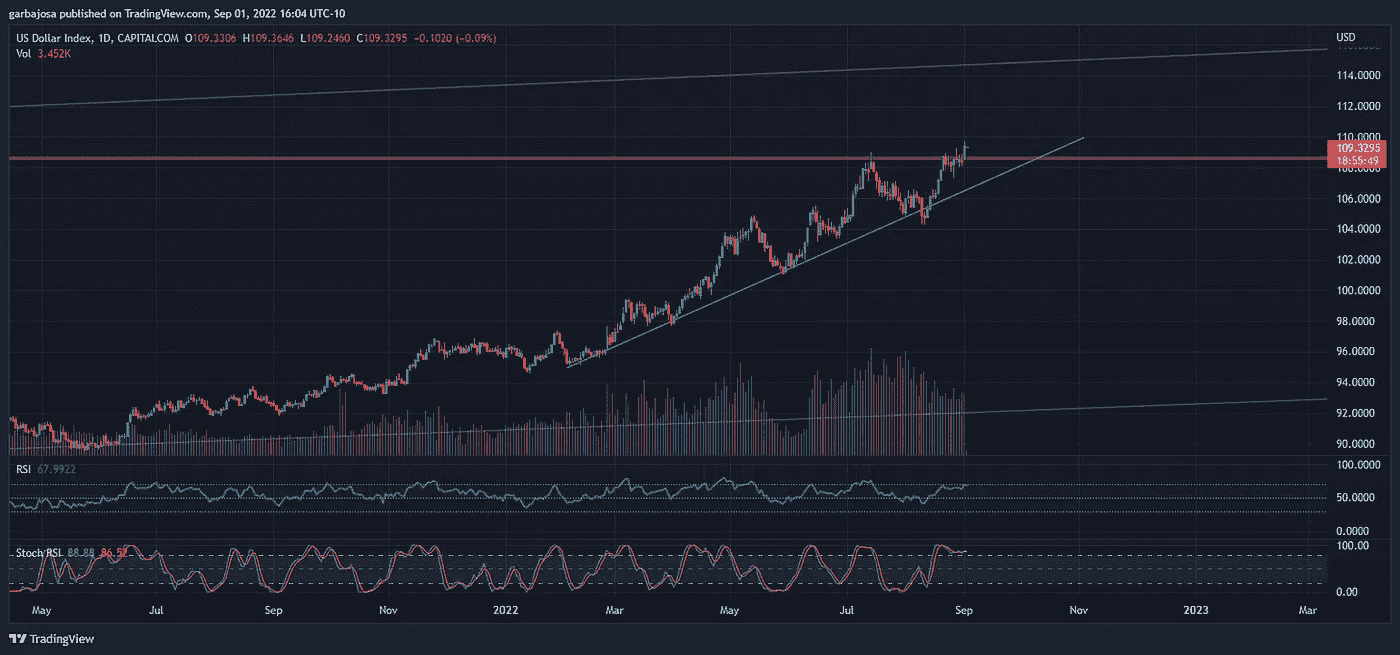 garbajosa published on TradingView.com, Sep 01, 2022 16:04 UTC-10
US Dollar Index, 1D, CAPITALCOM O109.3306 H109.3646 L109.2460 C109.3295 -0.1020 (-0.09%)
Vol 3.452K
USD
114.0000
112.0000
110.0000
109.3295
18:55:49
108.0000
106.0000
104.0000
102.0000
100.0000
98.0000
96.0000
94.0000
92.0000
90.0000
RSI 67.9922
100.0000
50.0000
0.0000
Stoch RSI 88.88 86.52
100.00
0.00
May Jul Sep Nov 2022 Mar May Jul Sep Nov 2023 Mar
TradingView